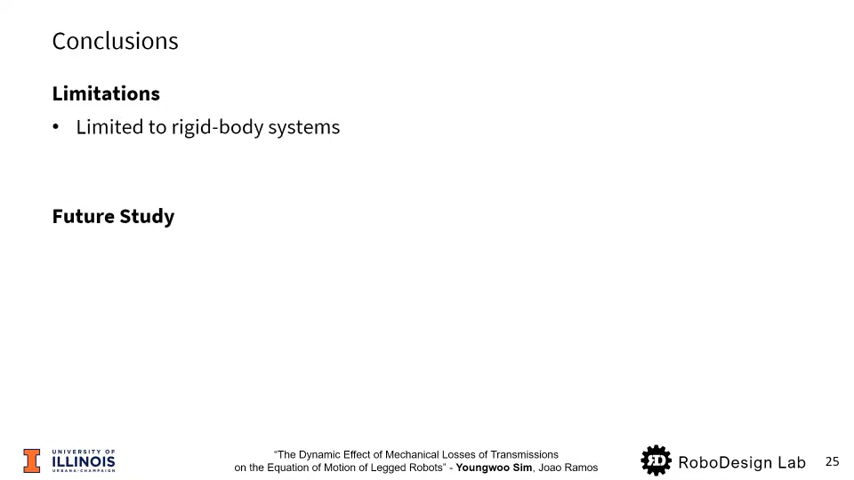 Conclusions
Limitations
• Limited to rigid-body systems
Future Study
UNIVERSITY OF
ILLINOIS
URBANA-CHAMPAIGN
“The Dynamic Effect of Mechanical Losses of Transmissions
on the Equation of Motion of Legged Robots” - Youngwoo Sim, Joao Ramos
RoboDesign Lab
25